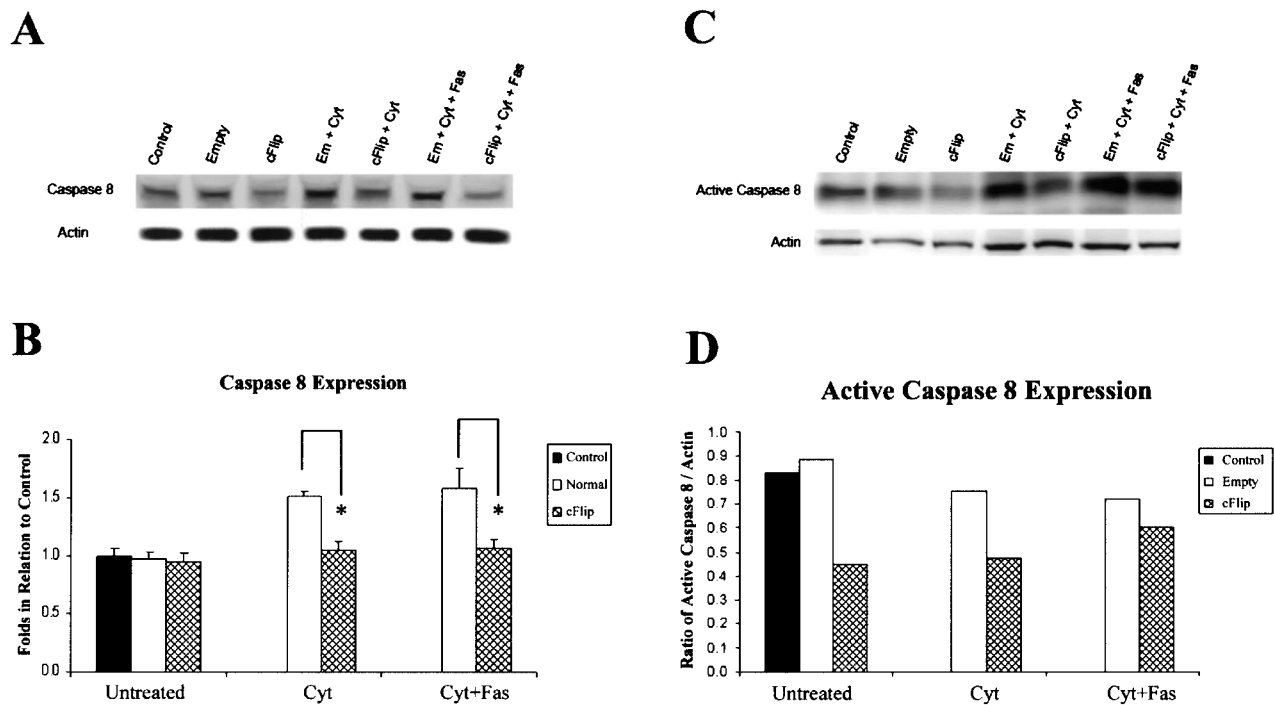 A
Control
Empty
cFlip
Em + Cyt
cFlip + Cyt
Em + Cyt + Fas
cFlip + Cyt + Fas
Caspase 8
Actin
B
Caspase 8 Expression
Folds in Relation to Control
2.0
1.5
1.0
0.5
0.0
*
*
Untreated
Cyt
Cyt+Fas
Control
Normal
cFlip
C
Control
Empty
cFlip
Em + Cyt
cFlip + Cyt
Em + Cyt + Fas
cFlip + Cyt + Fas
Active Caspase 8
Actin
D
Active Caspase 8 Expression
Ratio of Active Caspase 8 / Actin
1.0
0.9
0.8
0.7
0.6
0.5
0.4
0.3
0.2
0.1
0.0
Untreated
Cyt
Cyt+Fas
Control
Empty
cFlip